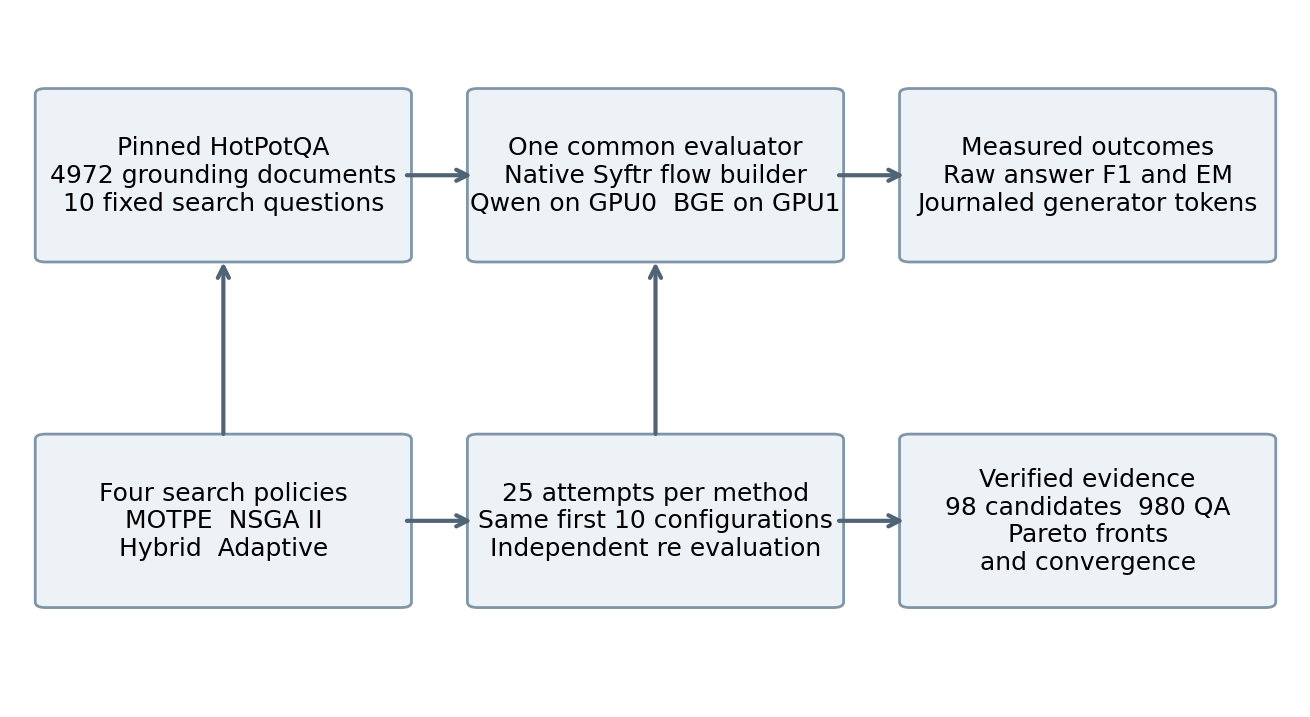 Pinned HotPotQA
4972 grounding documents
10 fixed search questions
One common evaluator
Native Syftr flow builder
Qwen on GPU0  BGE on GPU1
Measured outcomes
Raw answer F1 and EM
Journaled generator tokens
Four search policies
MOTPE  NSGA II
Hybrid  Adaptive
25 attempts per method
Same first 10 configurations
Independent re evaluation
Verified evidence
98 candidates  980 QA
Pareto fronts
and convergence